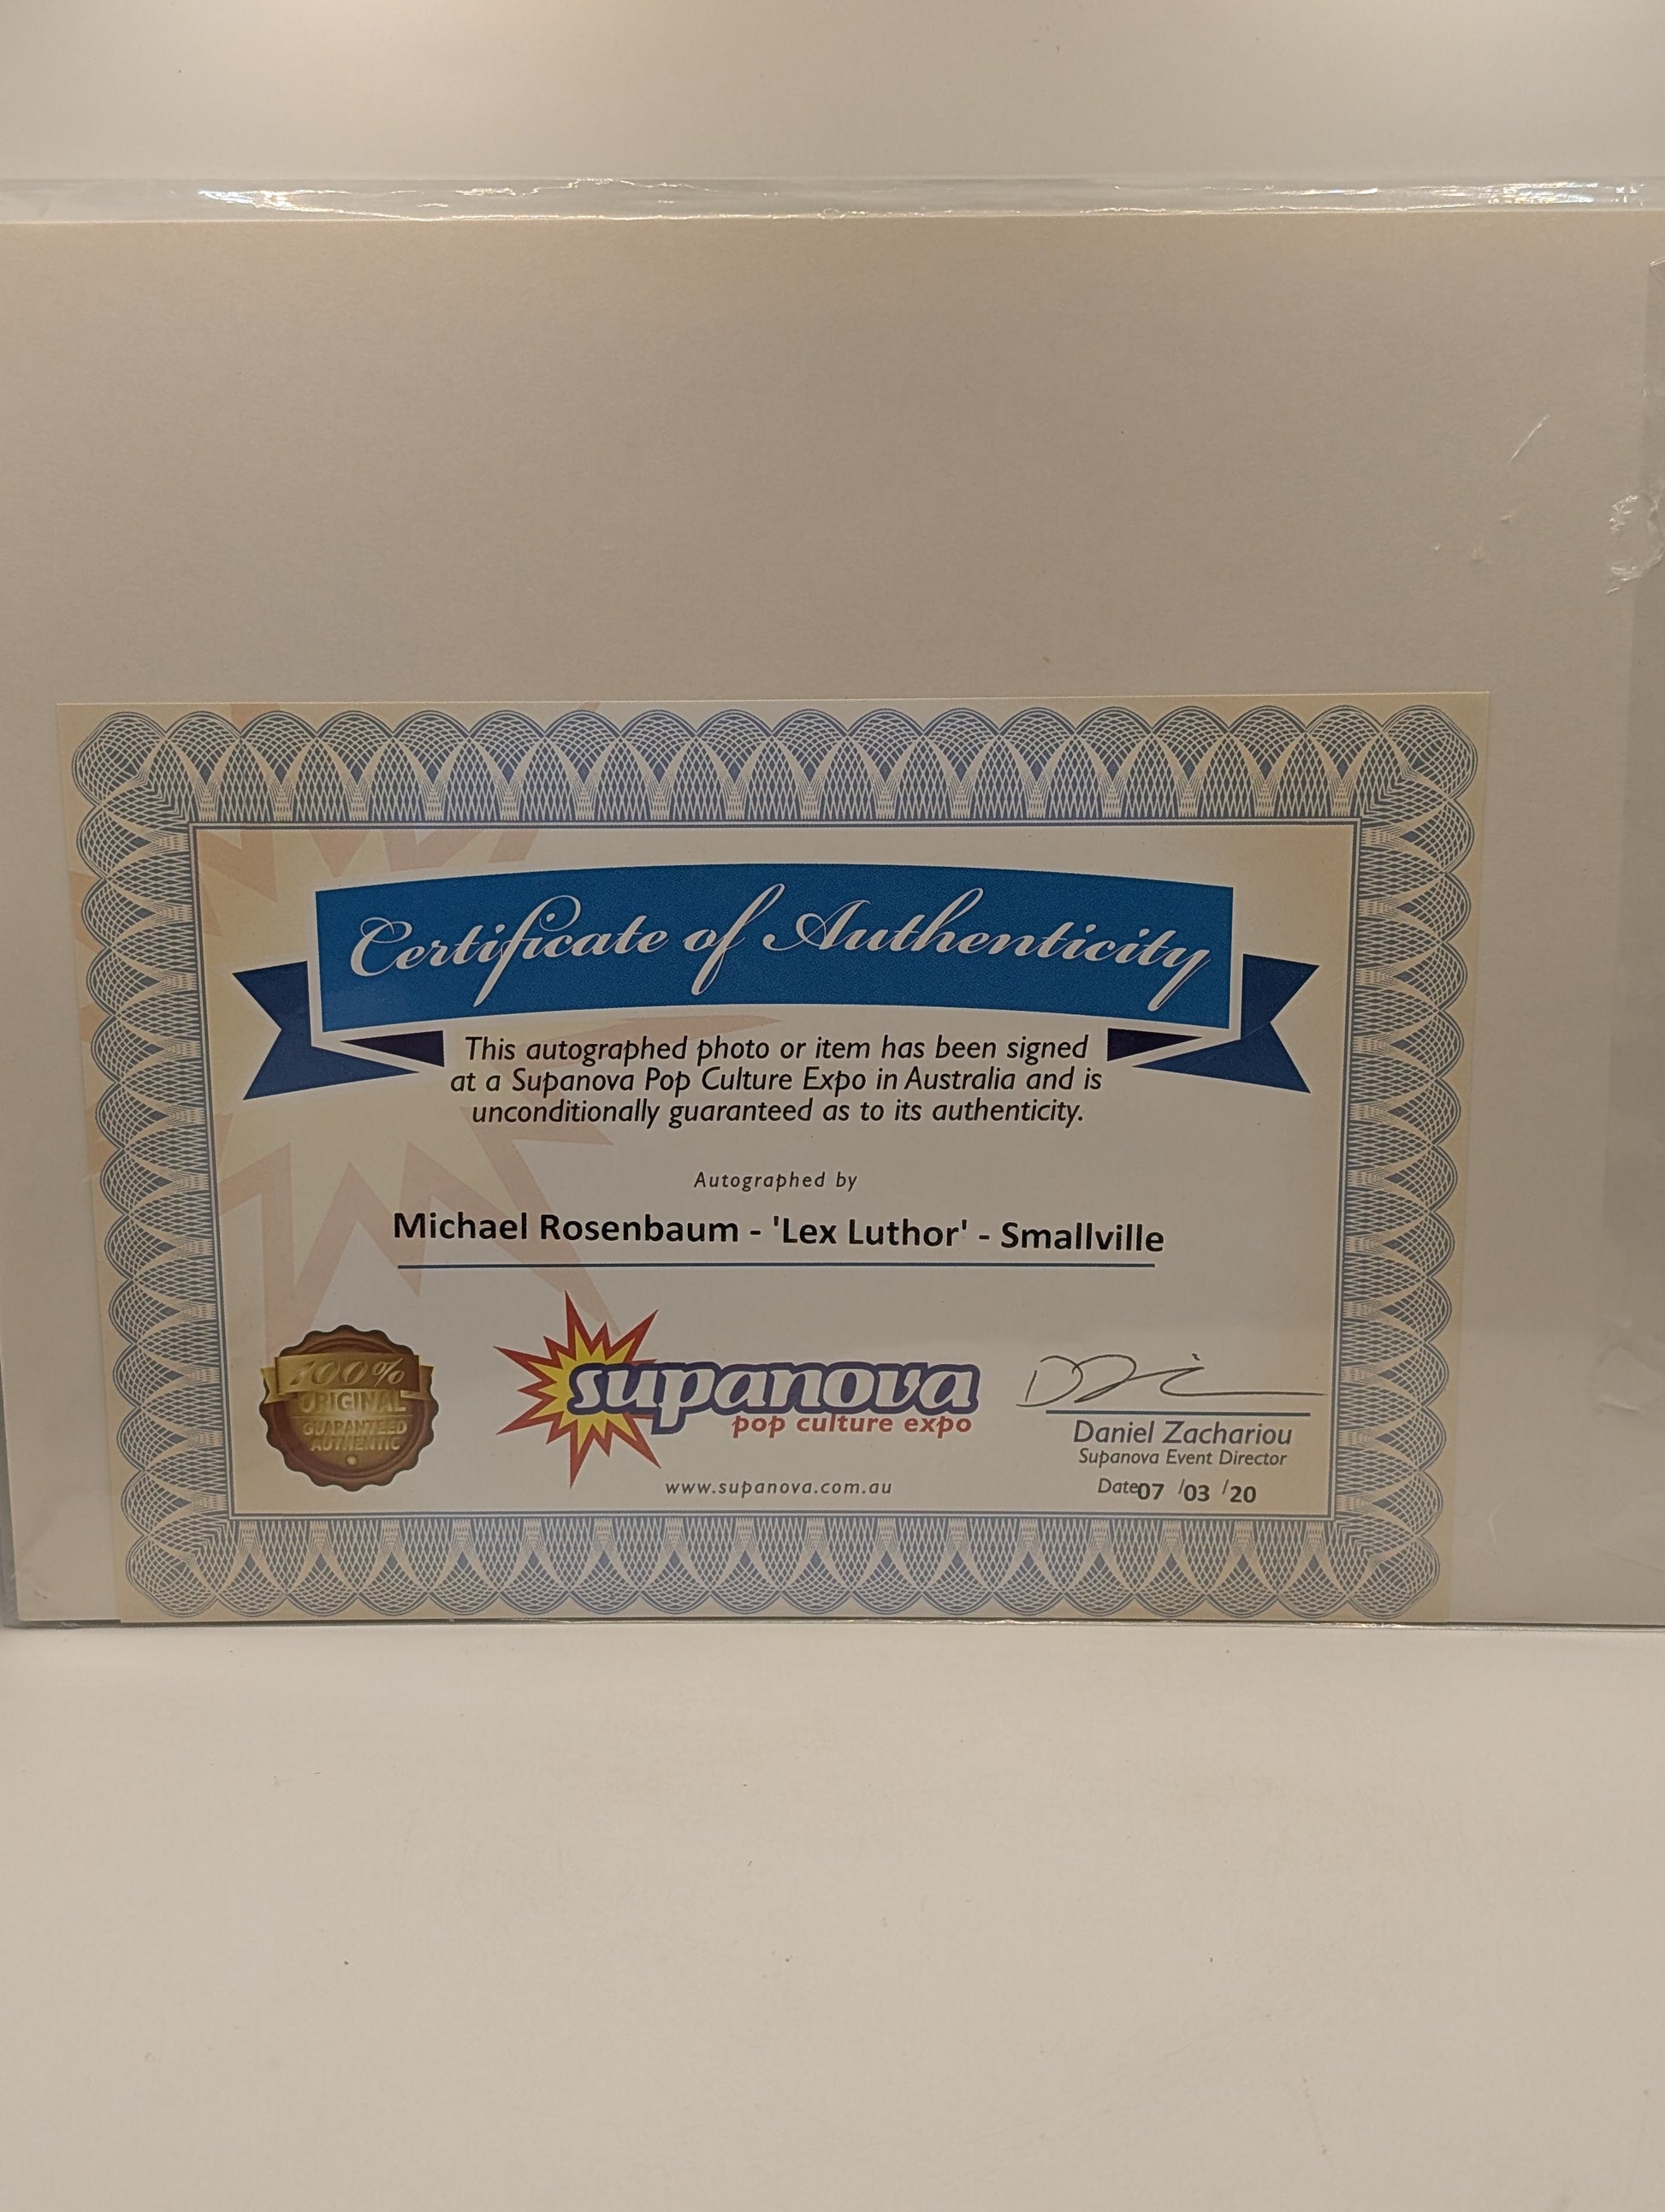 Certificate of Authenticity
This autographed photo or item has been signed
at a Supanova Pop Culture Expo in Australia and is
unconditionally guaranteed as to its authenticity.
Autographed by
Michael Rosenbaum - 'Lex Luthor' - Smallville
100%
ORIGINAL
GUARANTEED
AUTHENTIC
supanova
pop culture expo
www.supanova.com.au
Daniel Zachariou
Supanova Event Director
Date07 /03 /20